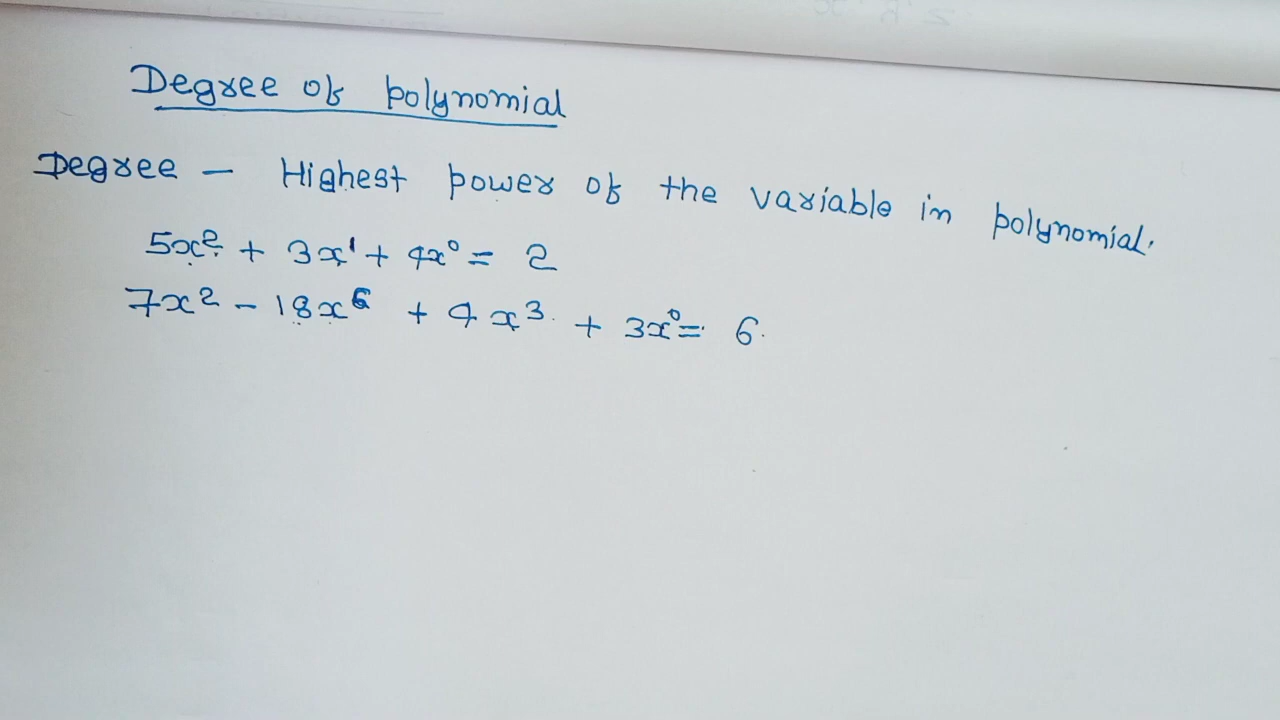 Degree of polynomial
Degree – Highest power of the variable in polynomial.
5x² + 3x¹ + 4x⁰ = 2
7x² - 18x⁶ + 4x³ + 3x⁰ = 6